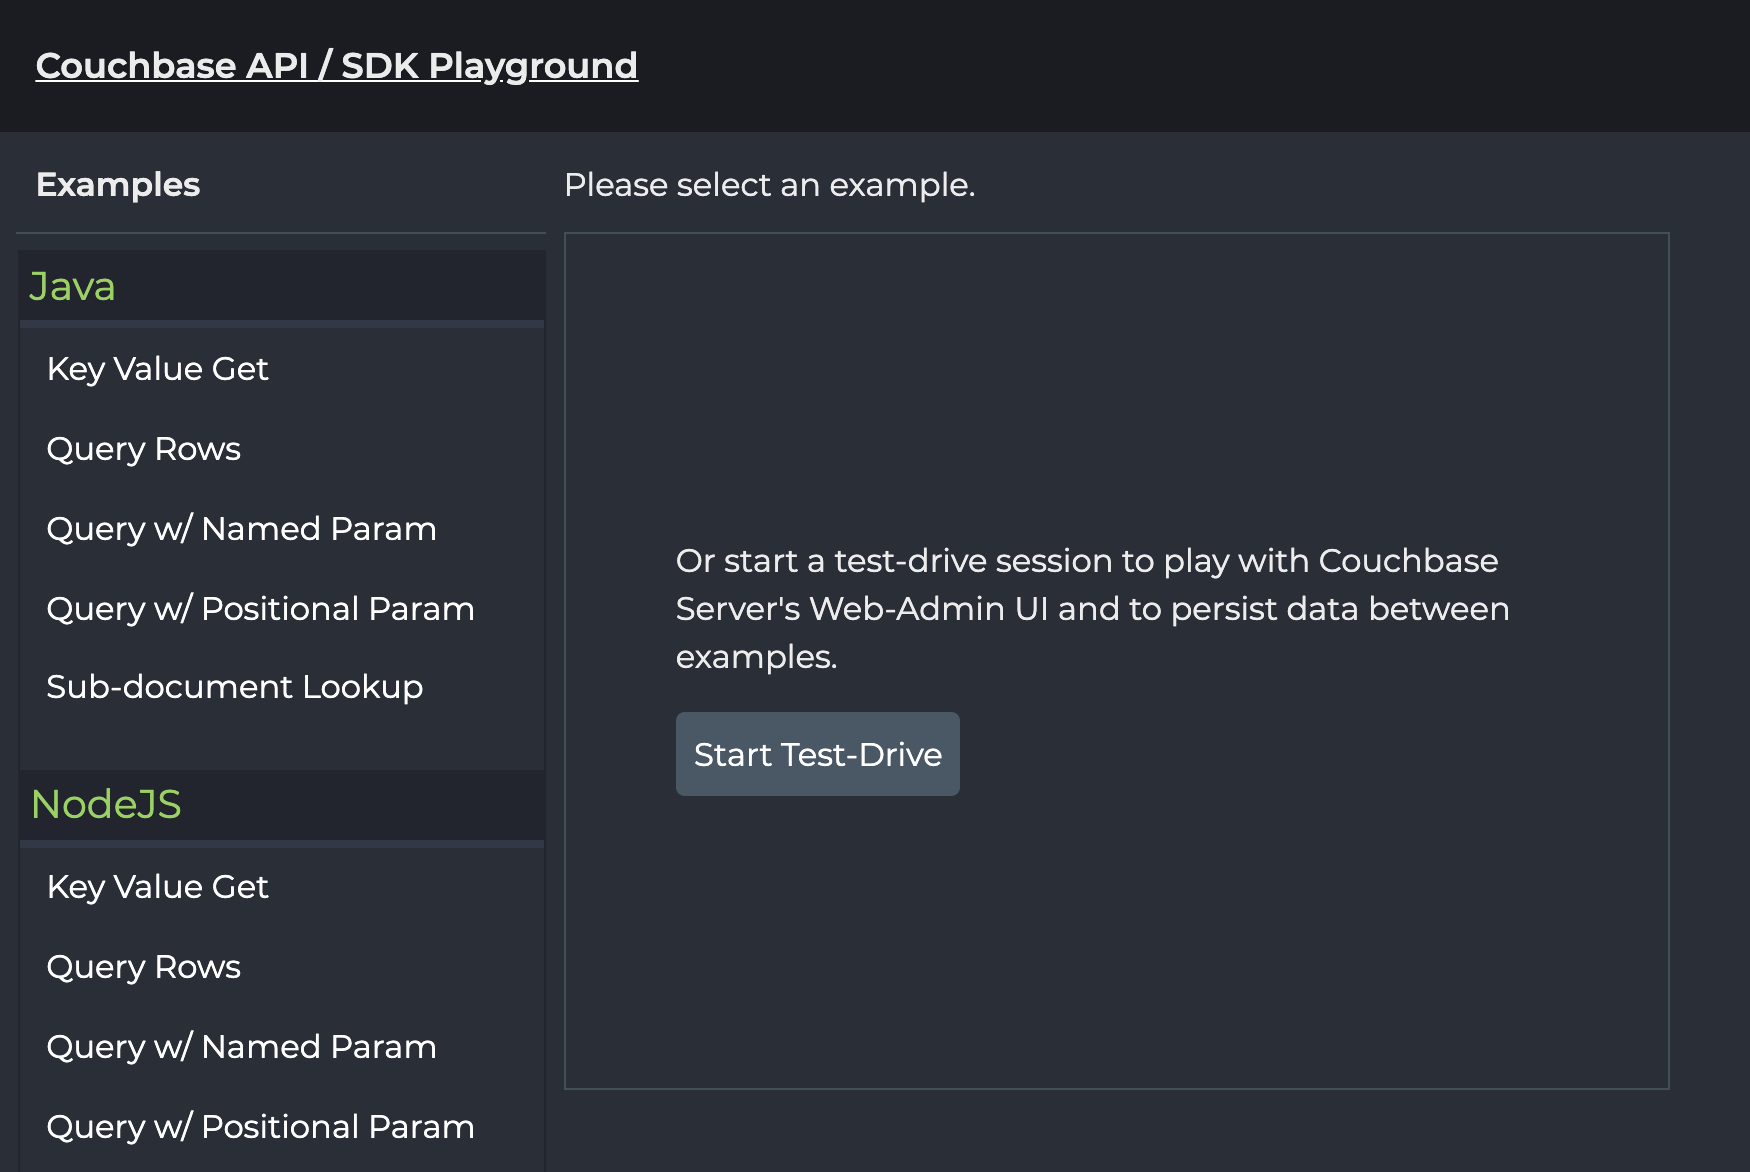 Couchbase API / SDK Playground
Examples
Java
Key Value Get
Query Rows
Query w/ Named Param
Query w/ Positional Param
Sub-document Lookup
NodeJS
Key Value Get
Query Rows
Query w/ Named Param
Query w/ Positional Param
Please select an example.
Or start a test-drive session to play with Couchbase
Server's Web-Admin UI and to persist data between
examples.
Start Test-Drive